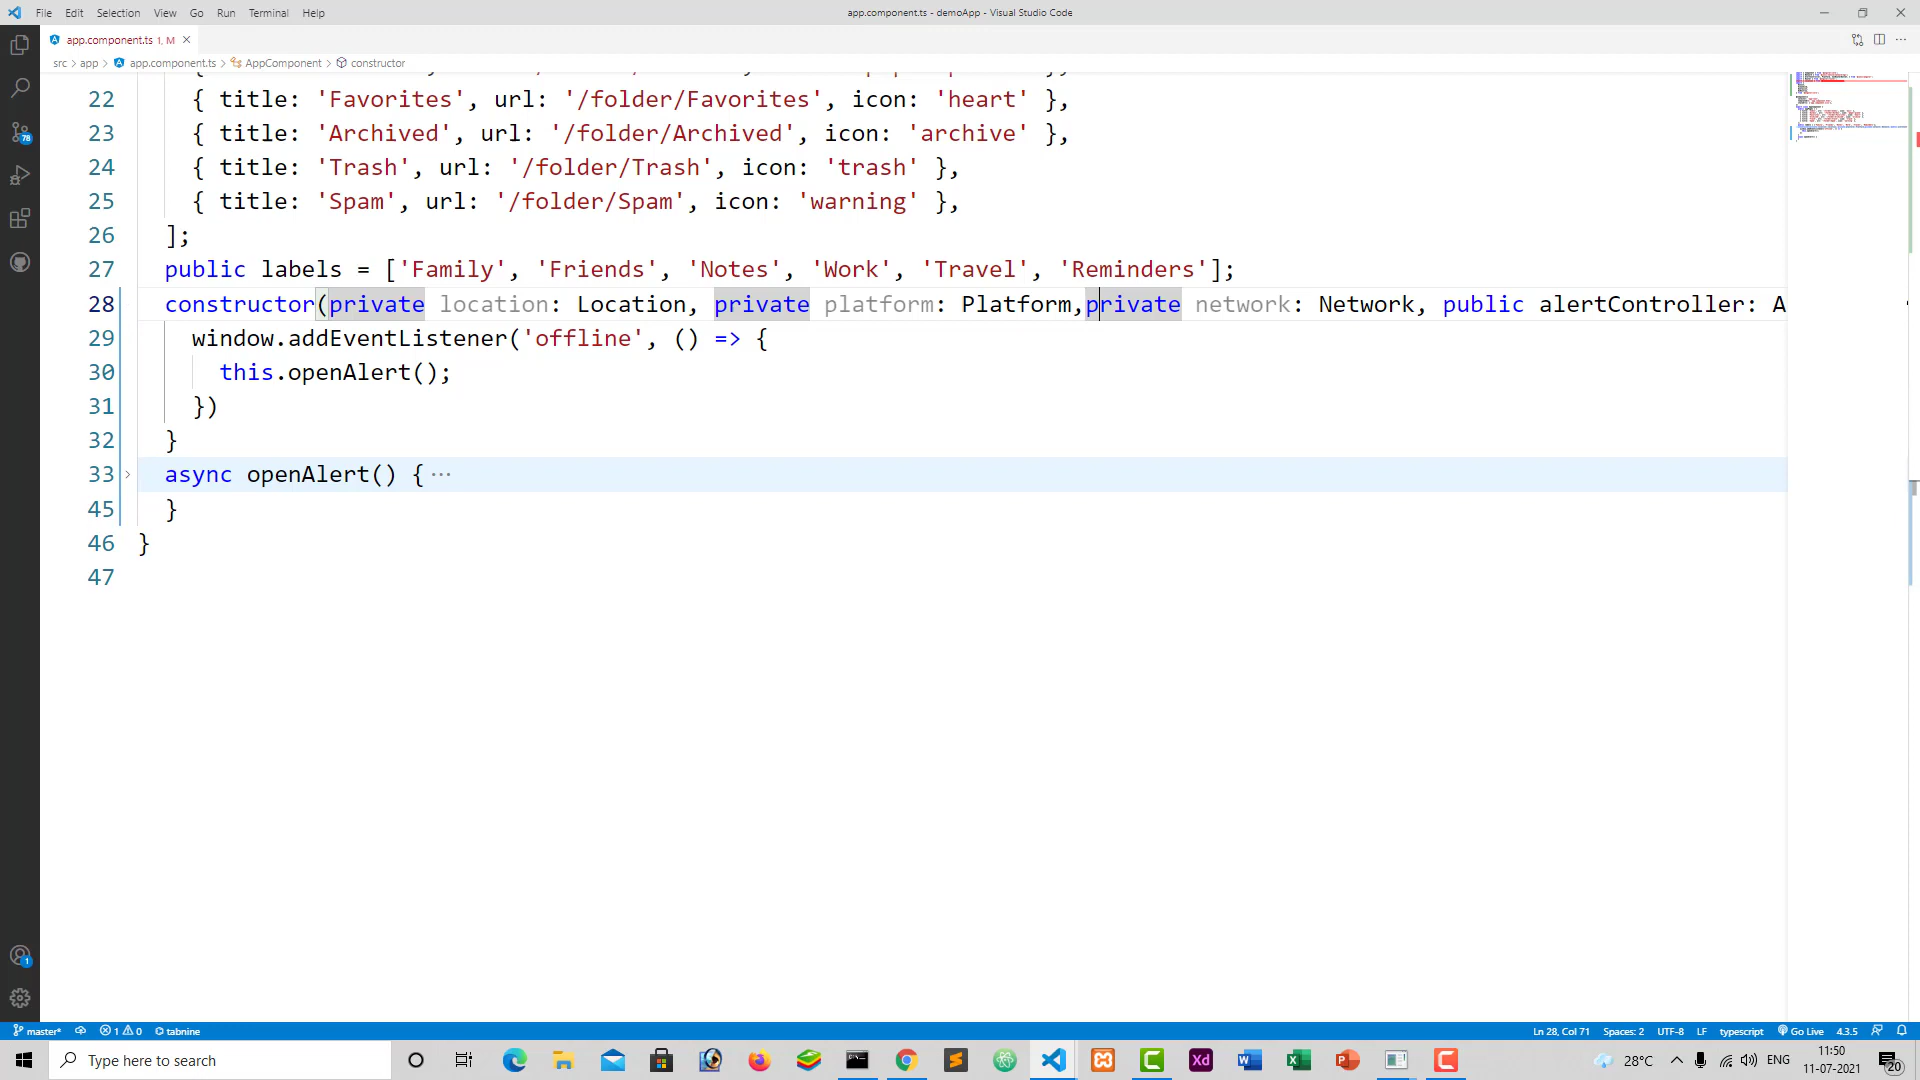 File Edit Selection View Go Run Terminal Help
app.component.ts - demoApp - Visual Studio Code
app.component.ts 1, M
src > app > app.component.ts > AppComponent > constructor
22 { title: 'Favorites', url: '/folder/Favorites', icon: 'heart' },
23 { title: 'Archived', url: '/folder/Archived', icon: 'archive' },
24 { title: 'Trash', url: '/folder/Trash', icon: 'trash' },
25 { title: 'Spam', url: '/folder/Spam', icon: 'warning' },
26 ];
27 public labels = ['Family', 'Friends', 'Notes', 'Work', 'Travel', 'Reminders'];
28 constructor(private location: Location, private platform: Platform,private network: Network, public alertController: A
29 window.addEventListener('offline', () => {
30 this.openAlert();
31 })
32 }
33 async openAlert() { ···
45 }
46 }
47
78
1
master* 1 0 tabnine
Ln 28, Col 71 Spaces: 2 UTF-8 LF typescript Go Live 4.3.5
Type here to search
Xd
28°C
ENG
11:50
11-07-2021
20